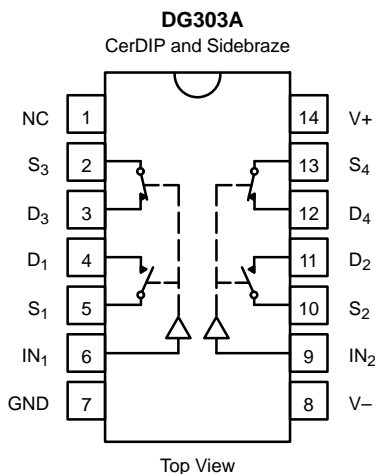 DG303A
CerDIP and Sidebraze
NC 1 14 V+
S3 2 13 S4
D3 3 12 D4
D1 4 11 D2
S1 5 10 S2
IN1 6 9 IN2
GND 7 8 V–
Top View